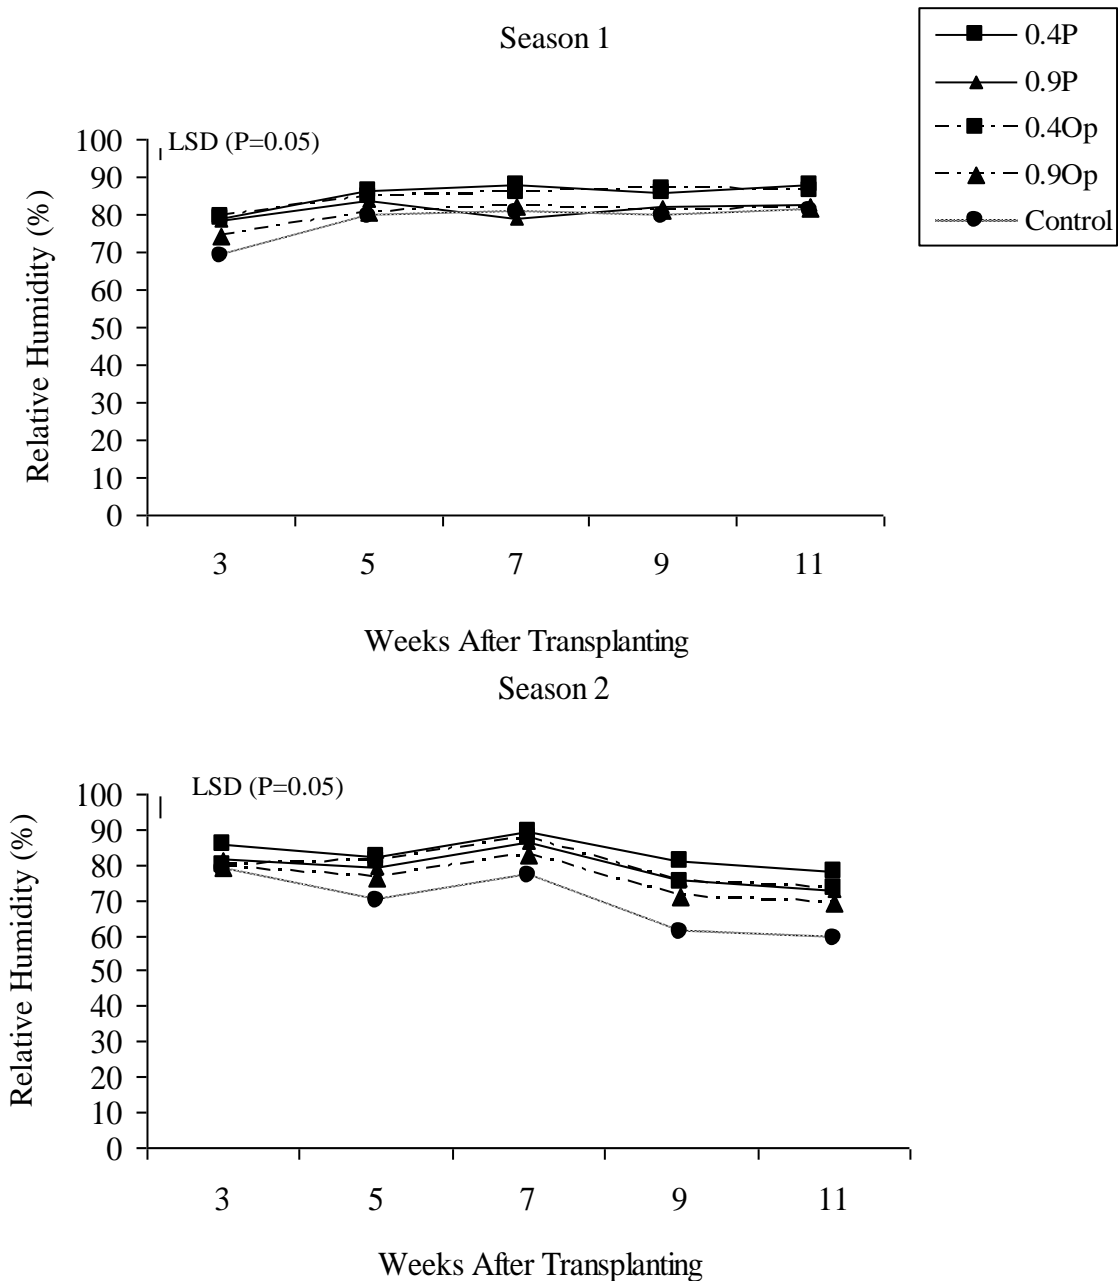 Season 1
0.4P
0.9P
0.4Op
0.9Op
Control
LSD (P=0.05)
100
90
80
70
60
50
40
30
20
10
0
Relative Humidity (%)
3 5 7 9 11
Weeks After Transplanting
Season 2
LSD (P=0.05)
100
90
80
70
60
50
40
30
20
10
0
Relative Humidity (%)
3 5 7 9 11
Weeks After Transplanting